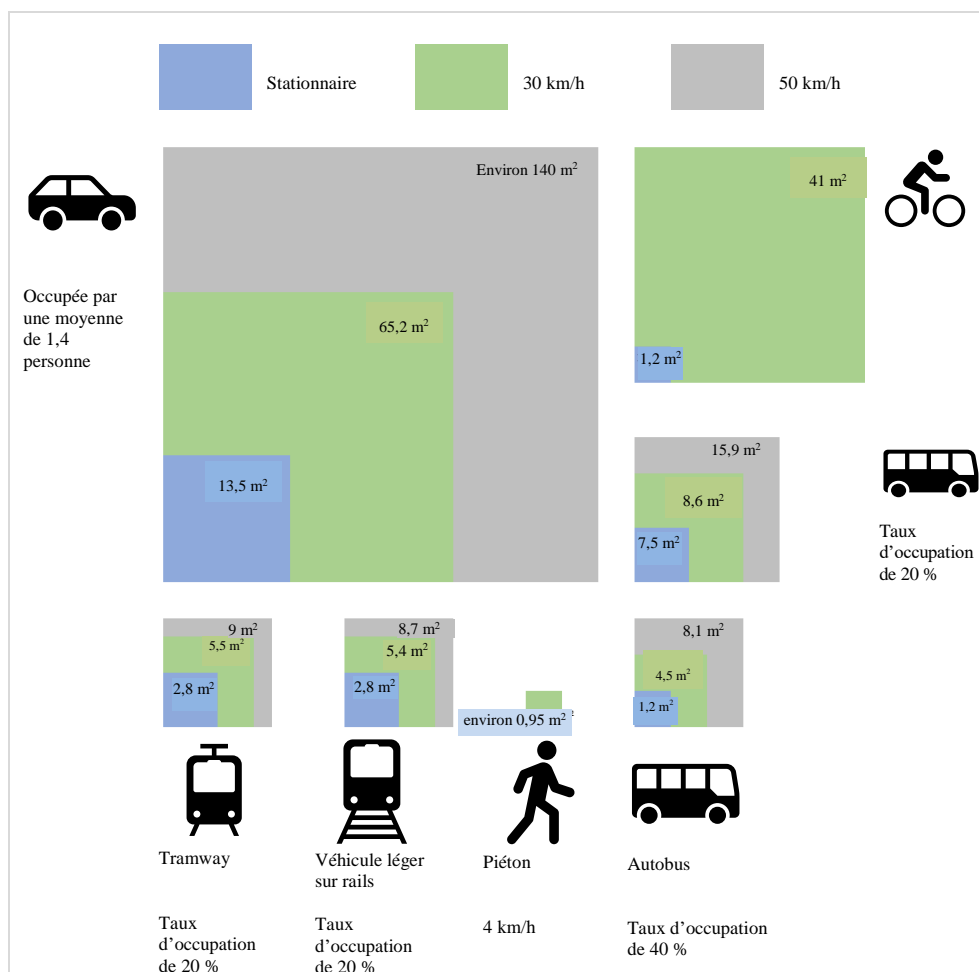 Stationnaire
30 km/h
50 km/h
Environ 140 m²
65,2 m²
13,5 m²
Occupée par
une moyenne
de 1,4
personne
41 m²
1,2 m²
15,9 m²
8,6 m²
7,5 m²
Taux
d’occupation
de 20 %
9 m²
5,5 m²
2,8 m²
8,7 m²
5,4 m²
2,8 m²
environ 0,95 m²
8,1 m²
4,5 m²
1,2 m²
Tramway
Taux
d’occupation
de 20 %
Véhicule léger
sur rails
Taux
d’occupation
de 20 %
Piéton
4 km/h
Autobus
Taux d’occupation
de 40 %